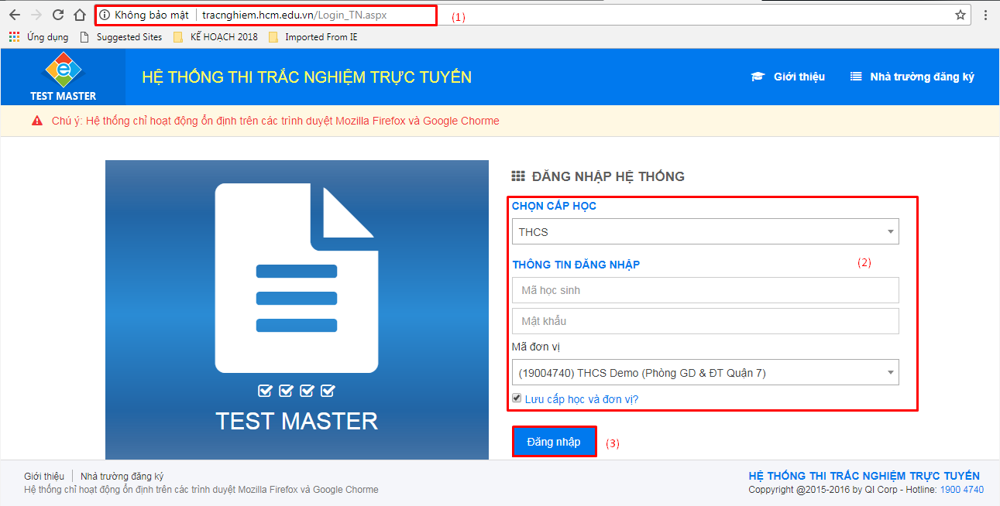 Không bảo mật tracnghiem.hcm.edu.vn/Login_TN.aspx (1)
Ứng dụng Suggested Sites KẾ HOẠCH 2018 Imported From IE
e
TEST MASTER
HỆ THỐNG THI TRẮC NGHIỆM TRỰC TUYẾN
Giới thiệu Nhà trường đăng ký
Chú ý: Hệ thống chỉ hoạt động ổn định trên các trình duyệt Mozilla Firefox và Google Chorme
TEST MASTER
ĐĂNG NHẬP HỆ THỐNG
CHỌN CẤP HỌC
THCS
THÔNG TIN ĐĂNG NHẬP (2)
Mã học sinh
Mật khẩu
Mã đơn vị
(19004740) THCS Demo (Phòng GD & ĐT Quận 7)
Lưu cấp học và đơn vị?
Đăng nhập (3)
Giới thiệu Nhà trường đăng ký
Hệ thống chỉ hoạt động ổn định trên các trình duyệt Mozilla Firefox và Google Chorme
HỆ THỐNG THI TRẮC NGHIỆM TRỰC TUYẾN
Coppyright @2015-2016 by QI Corp - Hotline: 1900 4740